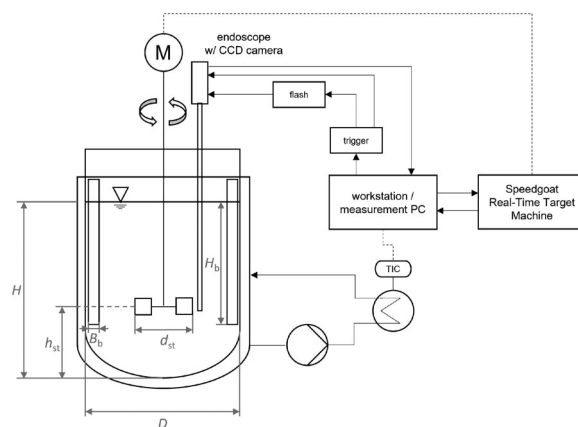 M
endoscope
w/ CCD camera
flash
trigger
workstation /
measurement PC
Speedgoat
Real-Time Target
Machine
TIC
H
H_b
h_st
B_b
d_st
D